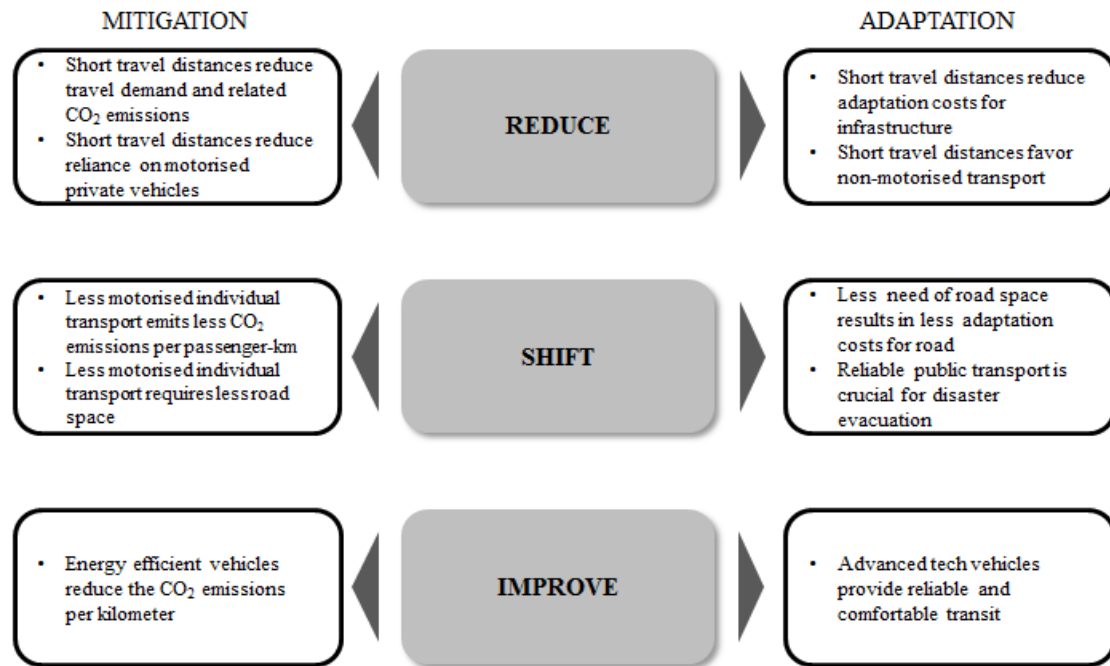 MITIGATION
ADAPTATION
• Short travel distances reduce
travel demand and related
CO₂ emissions
• Short travel distances reduce
reliance on motorised
private vehicles
REDUCE
• Short travel distances reduce
adaptation costs for
infrastructure
• Short travel distances favor
non-motorised transport
• Less motorised individual
transport emits less CO₂
emissions per passenger-km
• Less motorised individual
transport requires less road
space
SHIFT
• Less need of road space
results in less adaptation
costs for road
• Reliable public transport is
crucial for disaster
evacuation
• Energy efficient vehicles
reduce the CO₂ emissions
per kilometer
IMPROVE
• Advanced tech vehicles
provide reliable and
comfortable transit